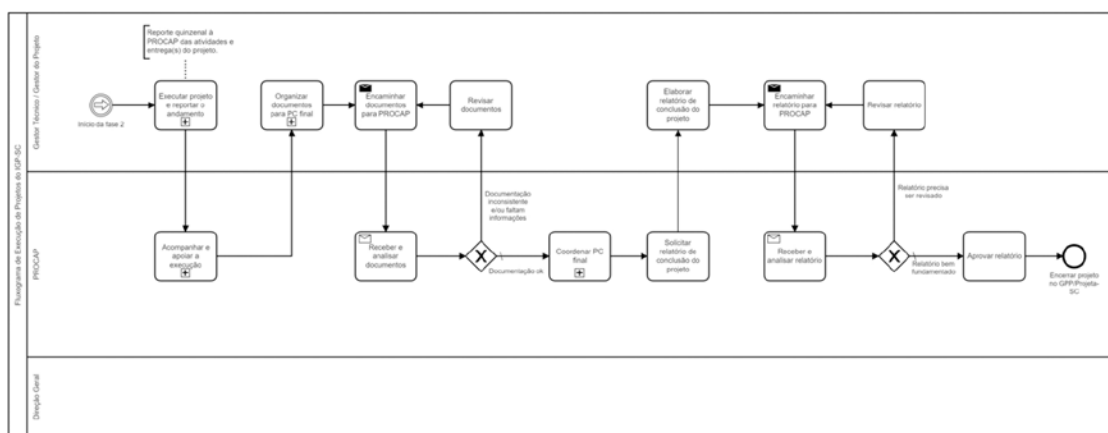 Fluxograma de Execução de Projetos do IGP-SC
Gestor Técnico / Gestor do Projeto
Reporte quinzenal à
PROCAP das atividades e
entrega(s) do projeto.
Início da fase 2
Executar projeto
e reportar o
andamento
Organizar
documentos
para PC final
Encaminhar
documentos
para PROCAP
Revisar
documentos
Elaborar
relatório de
conclusão do
projeto
Encaminhar
relatório para
PROCAP
Revisar relatório
PROCAP
Acompanhar e
apoiar a
execução
Receber e
analisar
documentos
Documentação
inconsistente
e/ou faltam
informações
Documentação ok
Coordenar PC
final
Solicitar
relatório de
conclusão do
projeto
Receber e
analisar relatório
Relatório precisa
ser revisado
Relatório bem
fundamentado
Aprovar relatório
Encerrar projeto
no GPP/Projeta-
SC
Direção Geral